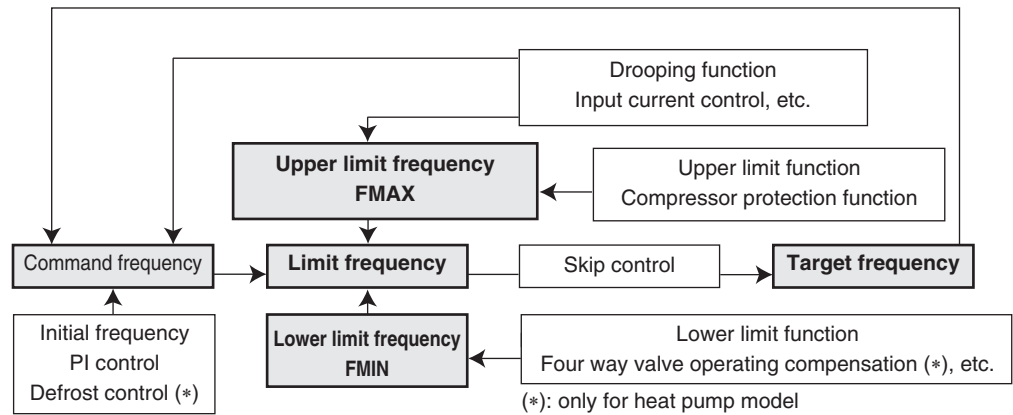 Drooping function
Input current control, etc.
Upper limit frequency
FMAX
Upper limit function
Compressor protection function
Command frequency
Limit frequency
Skip control
Target frequency
Initial frequency
PI control
Defrost control (∗)
Lower limit frequency
FMIN
Lower limit function
Four way valve operating compensation (∗), etc.
(∗): only for heat pump model